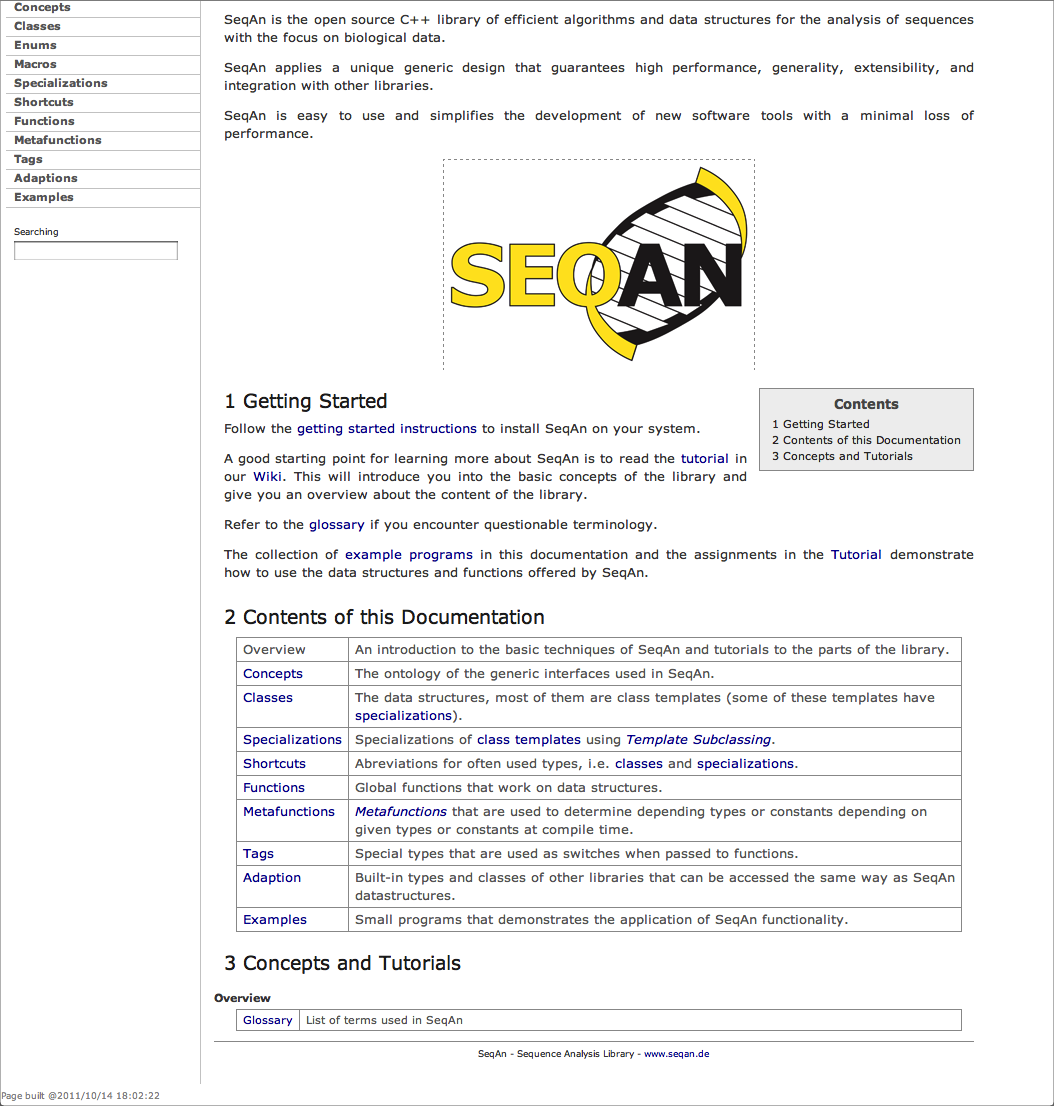 Concepts
Classes
Enums
Macros
Specializations
Shortcuts
Functions
Metafunctions
Tags
Adaptions
Examples
Searching
SeqAn is the open source C++ library of efficient algorithms and data structures for the analysis of sequences
with the focus on biological data.
SeqAn applies a unique generic design that guarantees high performance, generality, extensibility, and
integration with other libraries.
SeqAn is easy to use and simplifies the development of new software tools with a minimal loss of
performance.
SEQAN
1 Getting Started
Follow the getting started instructions to install SeqAn on your system.
A good starting point for learning more about SeqAn is to read the tutorial in
our Wiki. This will introduce you into the basic concepts of the library and
give you an overview about the content of the library.
Refer to the glossary if you encounter questionable terminology.
The collection of example programs in this documentation and the assignments in the Tutorial demonstrate
how to use the data structures and functions offered by SeqAn.
Contents
1 Getting Started
2 Contents of this Documentation
3 Concepts and Tutorials
2 Contents of this Documentation
Overview An introduction to the basic techniques of SeqAn and tutorials to the parts of the library.
Concepts The ontology of the generic interfaces used in SeqAn.
Classes The data structures, most of them are class templates (some of these templates have
specializations).
Specializations Specializations of class templates using Template Subclassing.
Shortcuts Abreviations for often used types, i.e. classes and specializations.
Functions Global functions that work on data structures.
Metafunctions Metafunctions that are used to determine depending types or constants depending on
given types or constants at compile time.
Tags Special types that are used as switches when passed to functions.
Adaption Built-in types and classes of other libraries that can be accessed the same way as SeqAn
datastructures.
Examples Small programs that demonstrates the application of SeqAn functionality.
3 Concepts and Tutorials
Overview
Glossary List of terms used in SeqAn
SeqAn - Sequence Analysis Library - www.seqan.de
Page built @2011/10/14 18:02:22